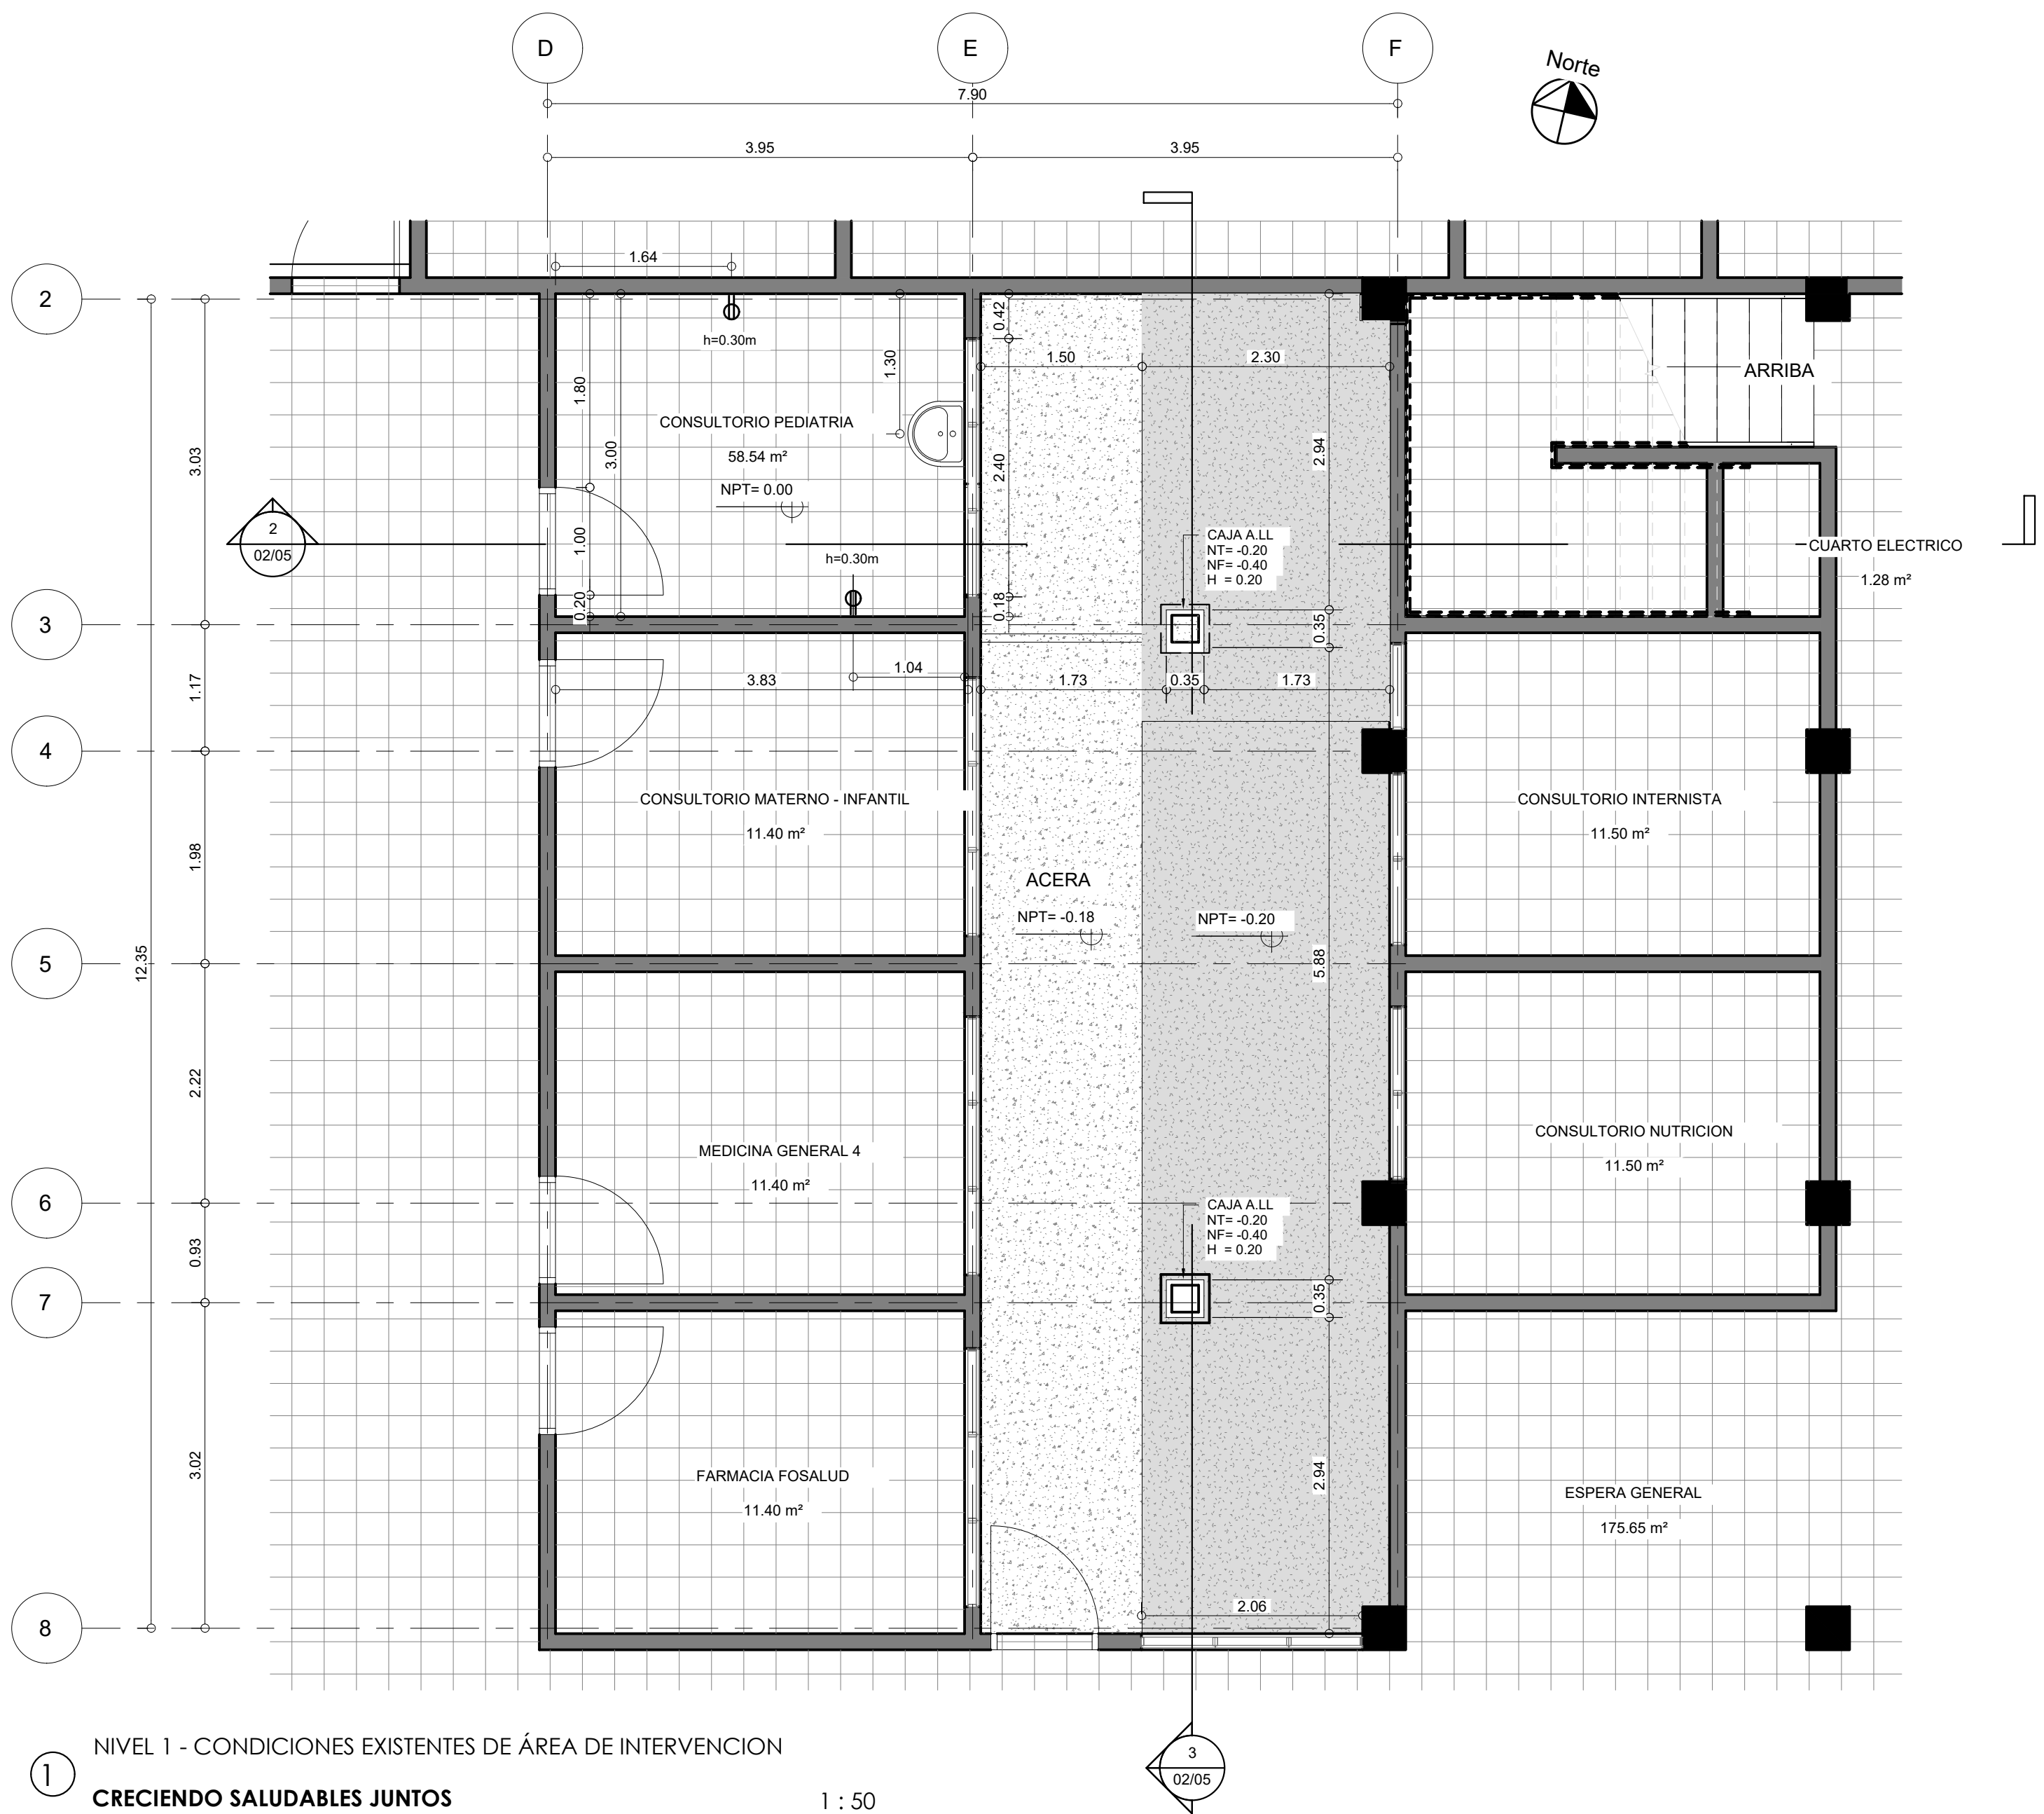 D
E
F
Norte
7.90
3.95
3.95
1.64
2
h=0.30m
0.42
1.50
2.30
ARRIBA
1.30
1.80
CONSULTORIO PEDIATRIA
58.54 m²
NPT= 0.00
3.00
2.40
2.94
3.03
2
02/05
1.00
h=0.30m
CAJA A.LL
NT= -0.20
NF= -0.40
H = 0.20
CUARTO ELECTRICO
1.28 m²
0.20
0.18
0.35
3
1.04
3.83
1.73
0.35
1.73
1.17
4
CONSULTORIO MATERNO - INFANTIL
11.40 m²
CONSULTORIO INTERNISTA
11.50 m²
1.98
ACERA
NPT= -0.18
NPT= -0.20
12.35
5
5.88
2.22
MEDICINA GENERAL 4
11.40 m²
CONSULTORIO NUTRICION
11.50 m²
6
CAJA A.LL
NT= -0.20
NF= -0.40
H = 0.20
0.93
7
0.35
3.02
2.94
FARMACIA FOSALUD
11.40 m²
ESPERA GENERAL
175.65 m²
2.06
8
NIVEL 1 - CONDICIONES EXISTENTES DE ÁREA DE INTERVENCION
1
CRECIENDO SALUDABLES JUNTOS
1 : 50
3
02/05